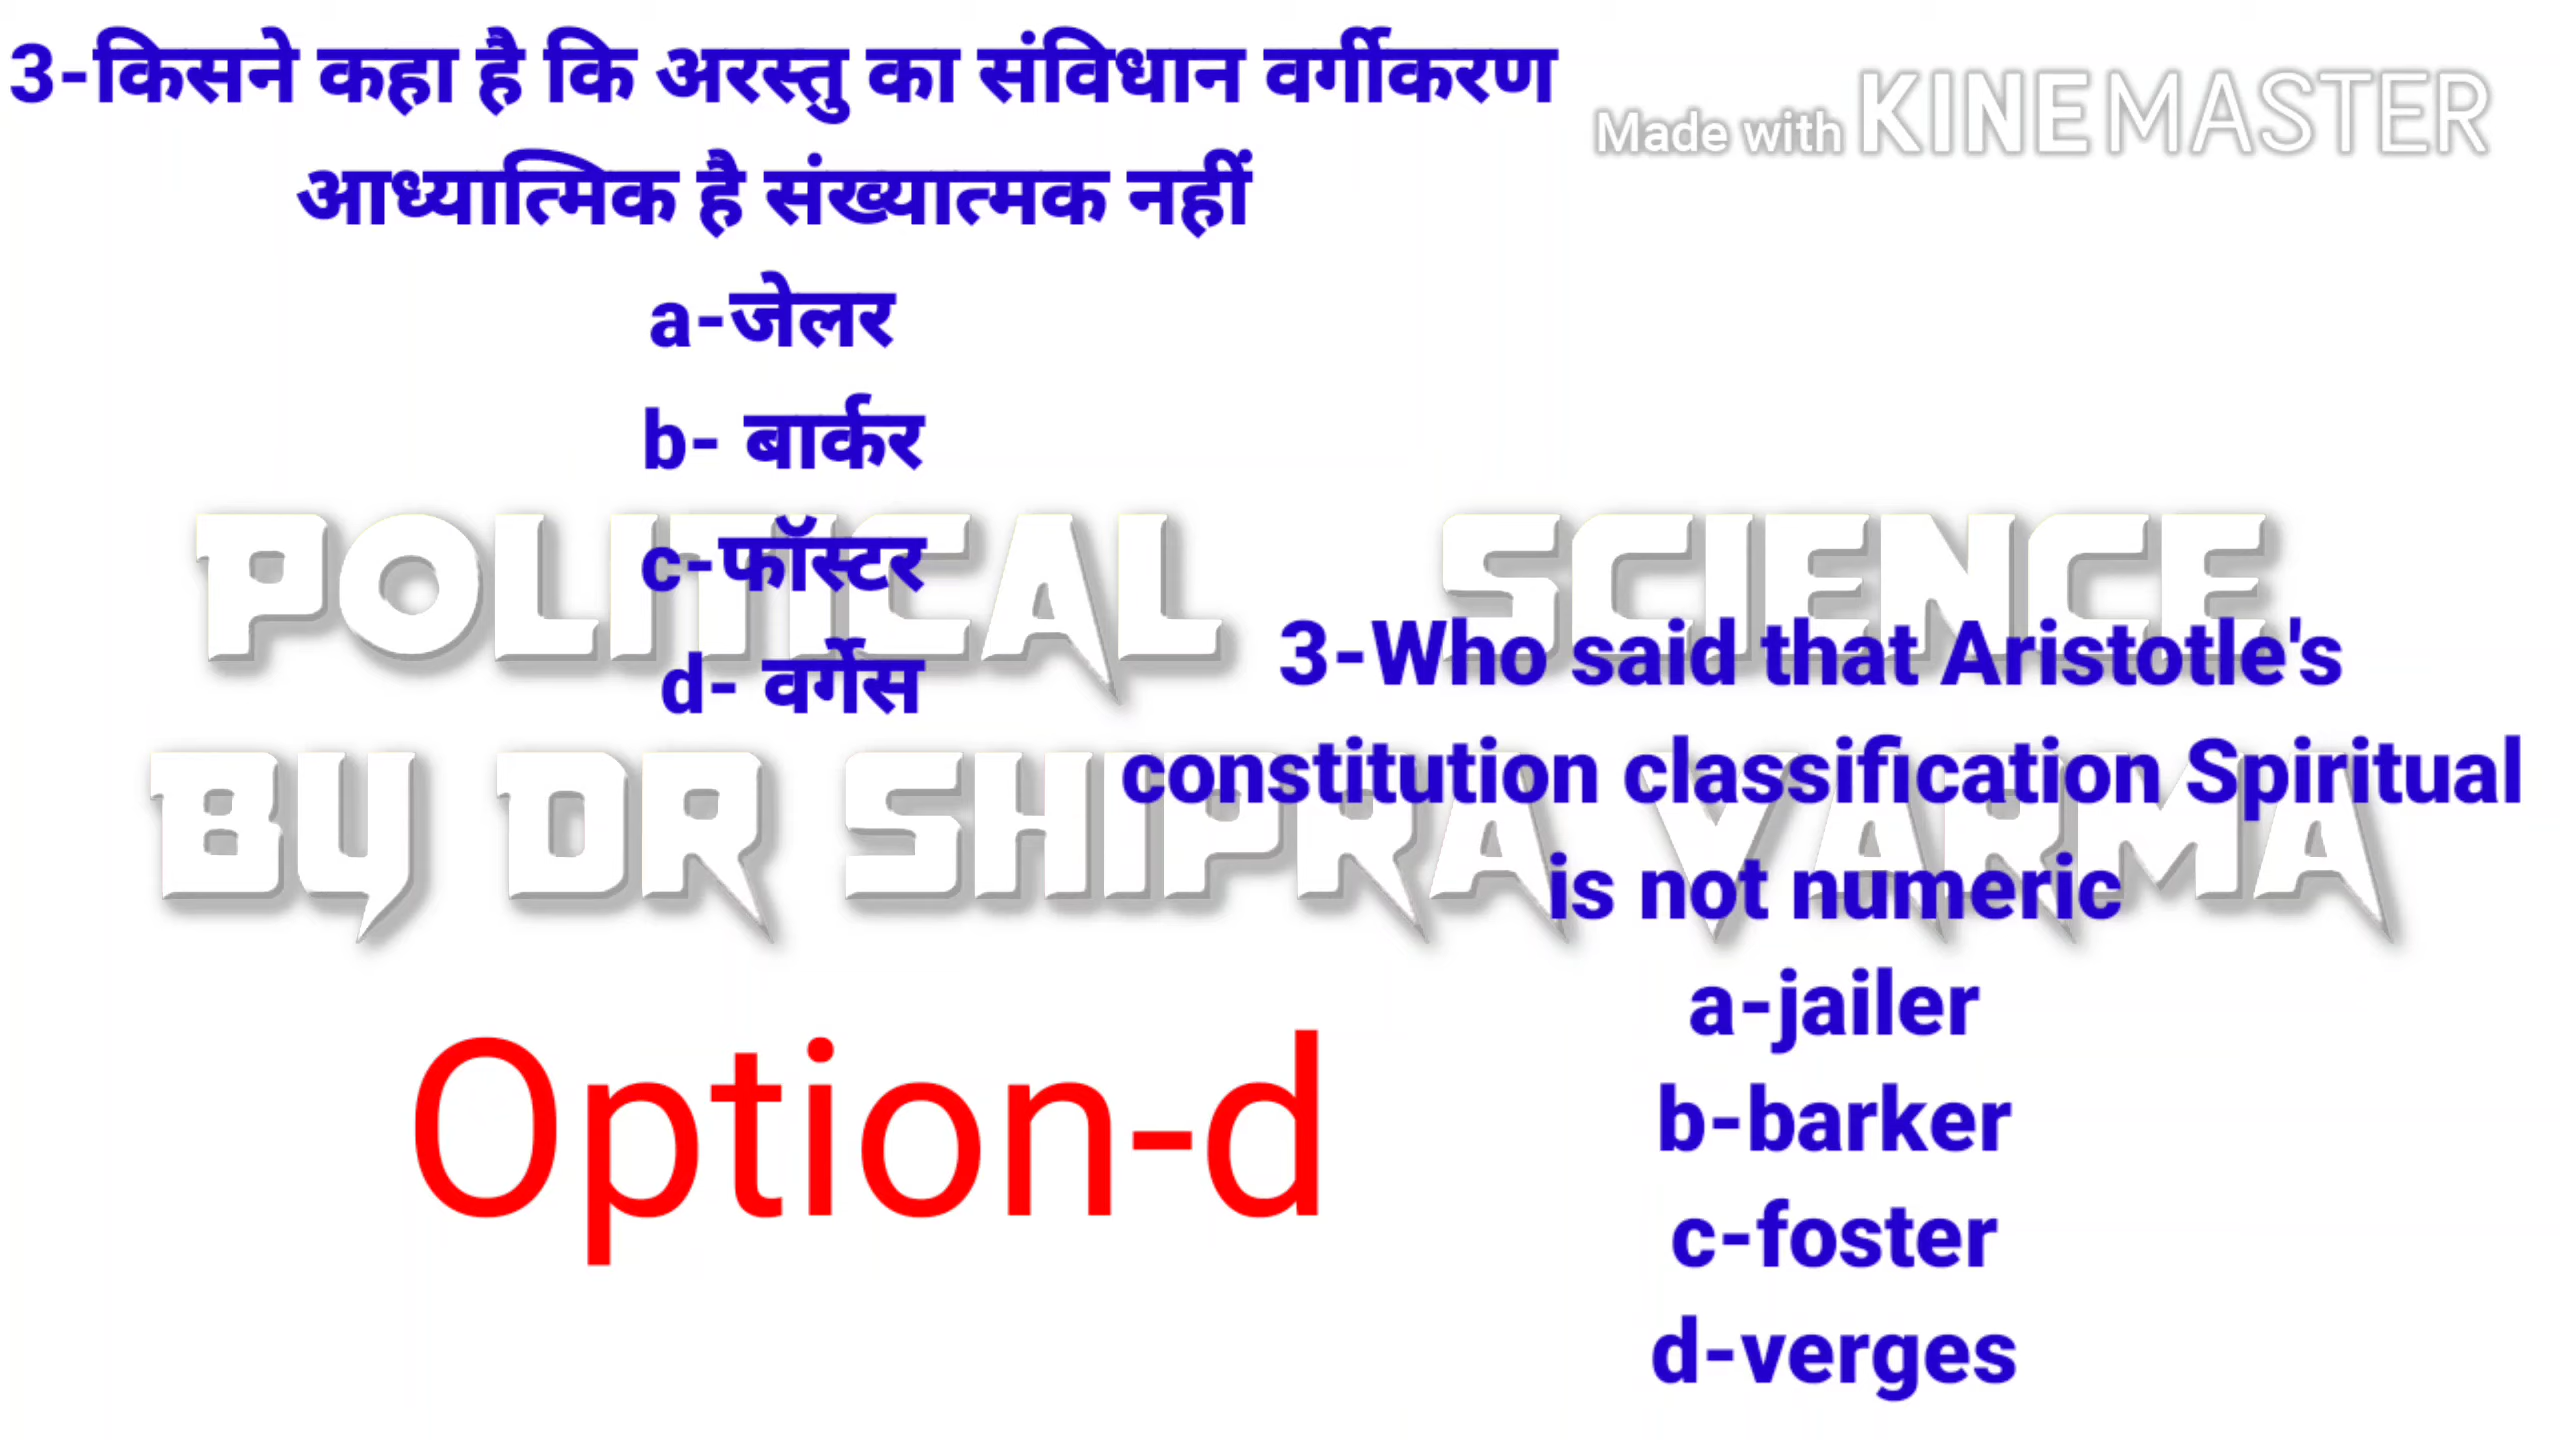 3-किसने कहा है कि अरस्तु का संविधान वर्गीकरण
आध्यात्मिक है संख्यात्मक नहीं
a-जेलर
b- बार्कर
c-फॉस्टर
d- वर्गेस
Made with KINEMASTER
POLITICAL SCIENCE
BY DR SHIPRA VARMA
3-Who said that Aristotle's
constitution classification Spiritual
is not numeric
a-jailer
b-barker
c-foster
d-verges
Option-d